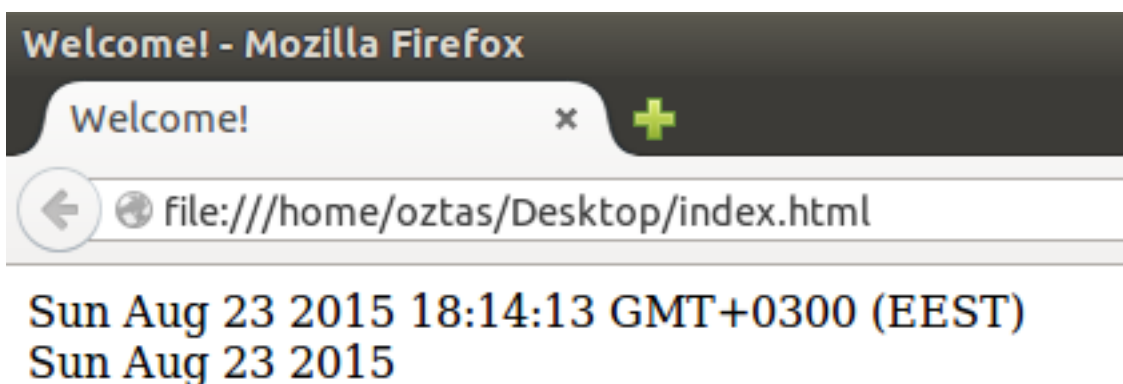 Welcome! - Mozilla Firefox
Welcome!
file:///home/oztas/Desktop/index.html
Sun Aug 23 2015 18:14:13 GMT+0300 (EEST)
Sun Aug 23 2015